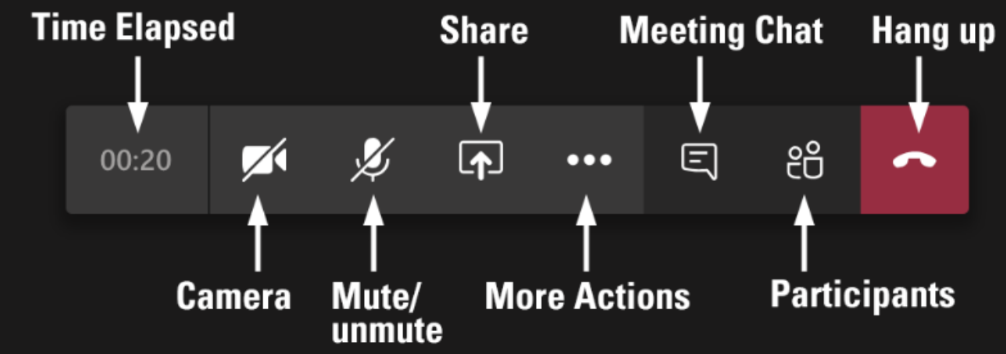 Time Elapsed
Share
Meeting Chat
Hang up
00:20
Camera
Mute/
unmute
More Actions
Participants